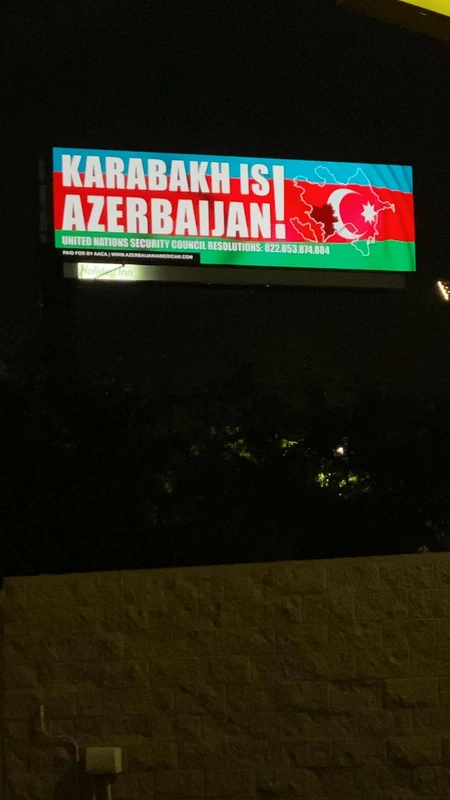 KARABAKH IS
AZERBAIJAN!
UNITED NATIONS SECURITY COUNCIL RESOLUTIONS: 822,853,874,884
PAID FOR BY AACA | WWW.AZERBAIJANIAMERICAN.COM
Holiday Inn